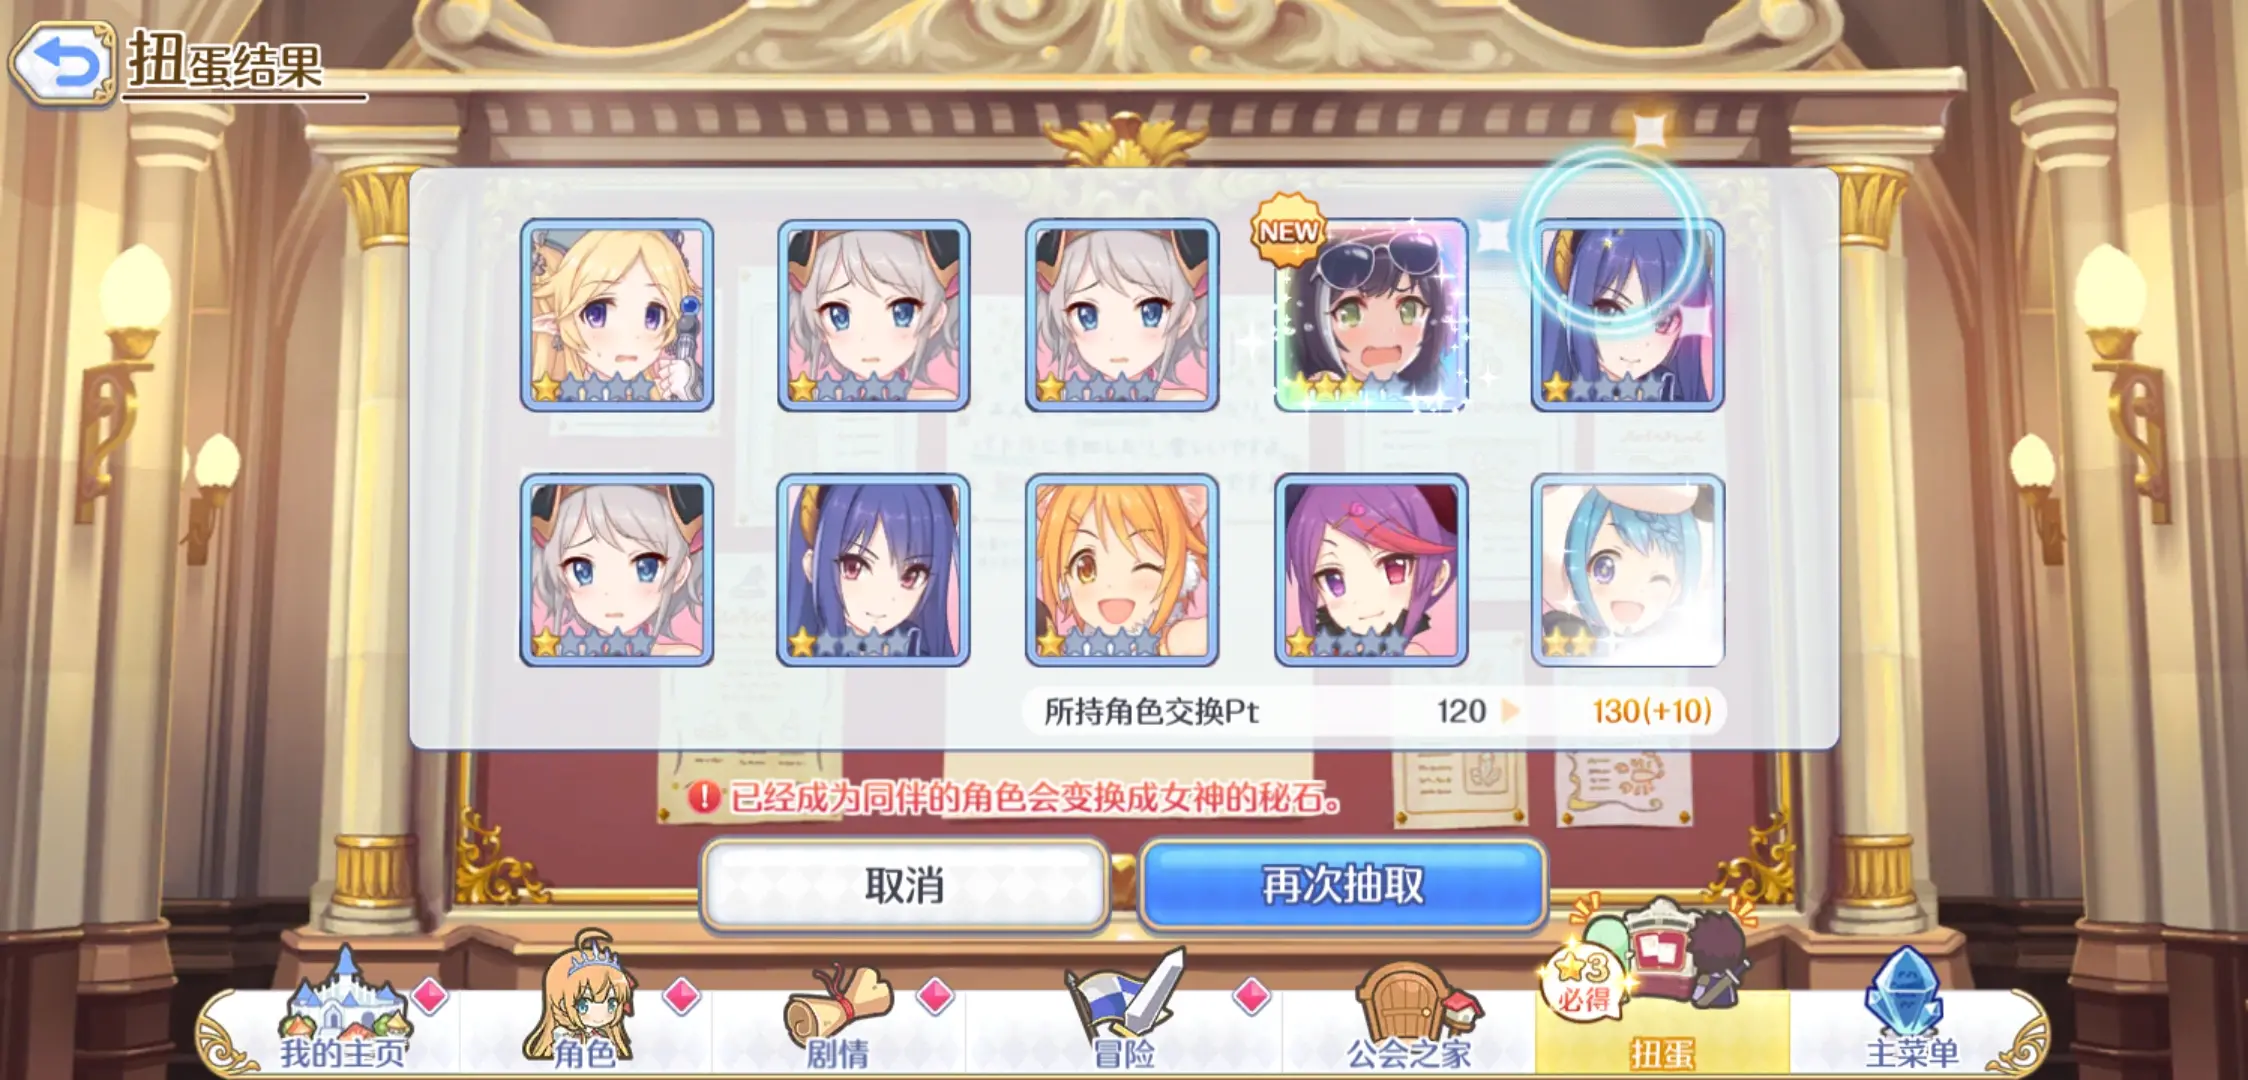 扭蛋结果
NEW
所持角色交换Pt 120 130(+10)
已经成为同伴的角色会变换成女神的秘石。
取消
再次抽取
3
必得
我的主页
角色
剧情
冒险
公会之家
扭蛋
主菜单